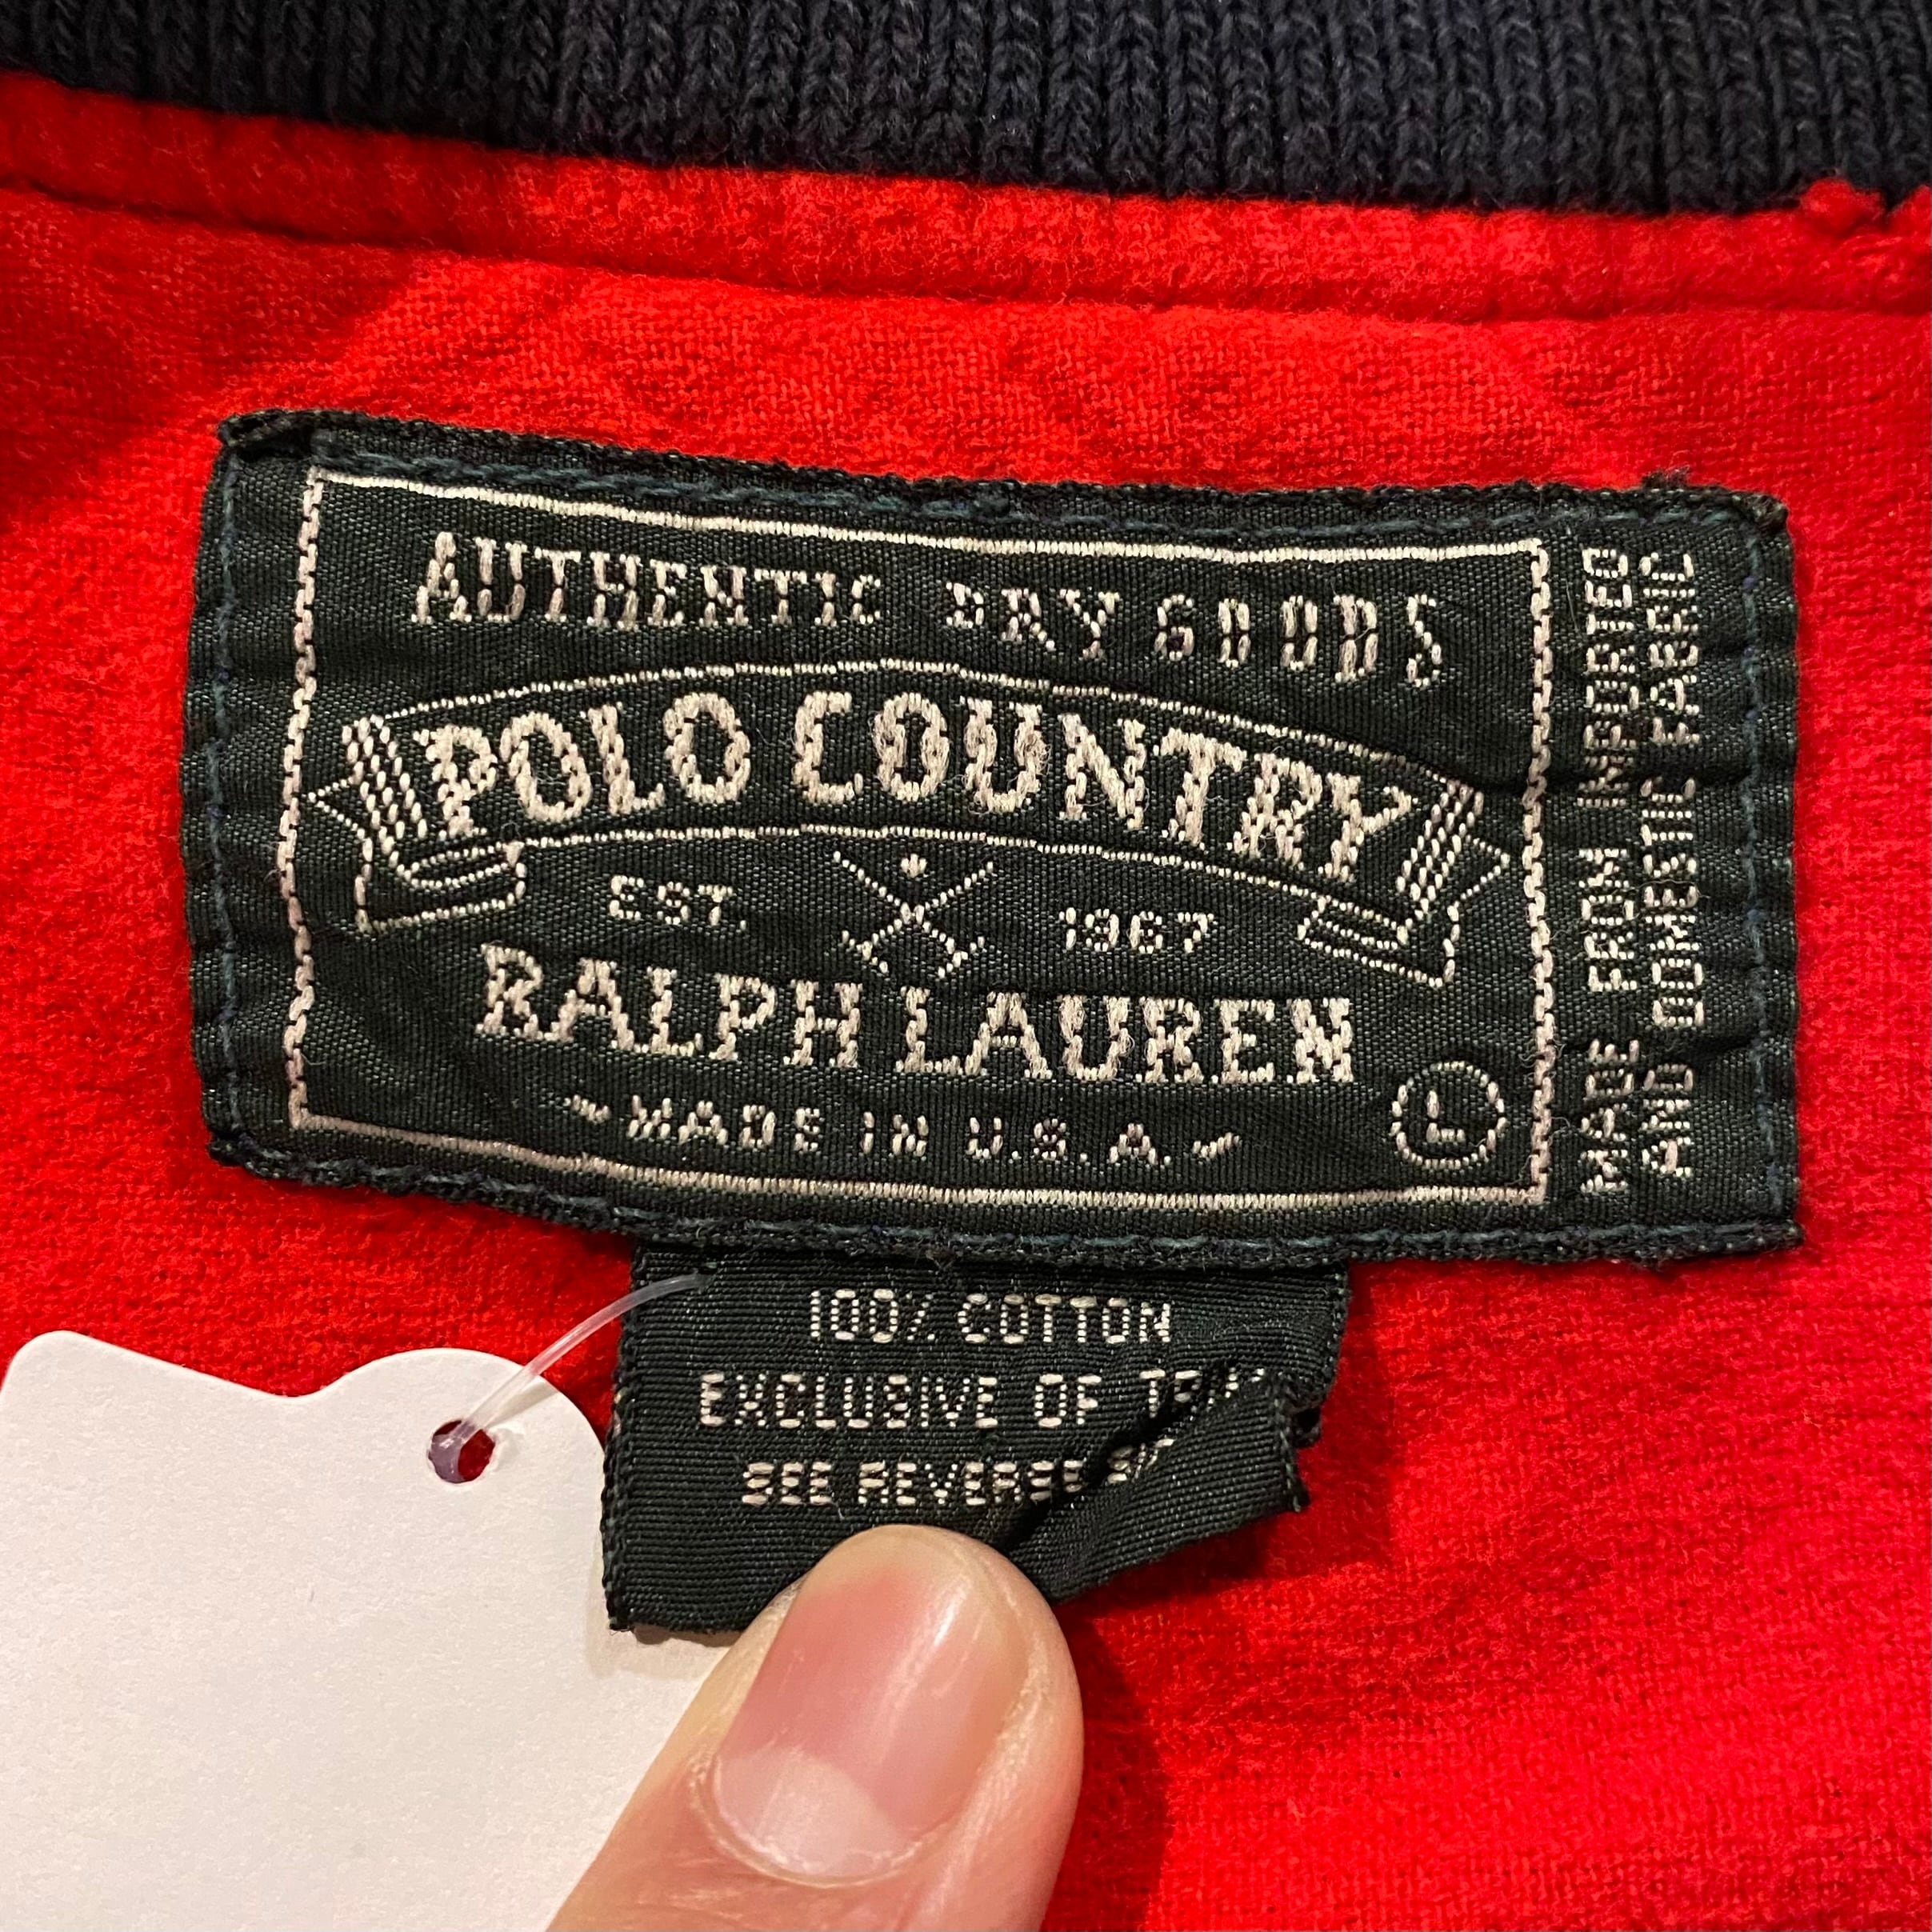 AUTHENTIC DRY GOODS
POLO COUNTRY
EST. 1967
RALPH LAUREN
~MADE IN U.S.A.~
L
MADE FROM IMPORTED
AND DOMESTIC FABRIC
100% COTTON
EXCLUSIVE OF
SEE REVERSE